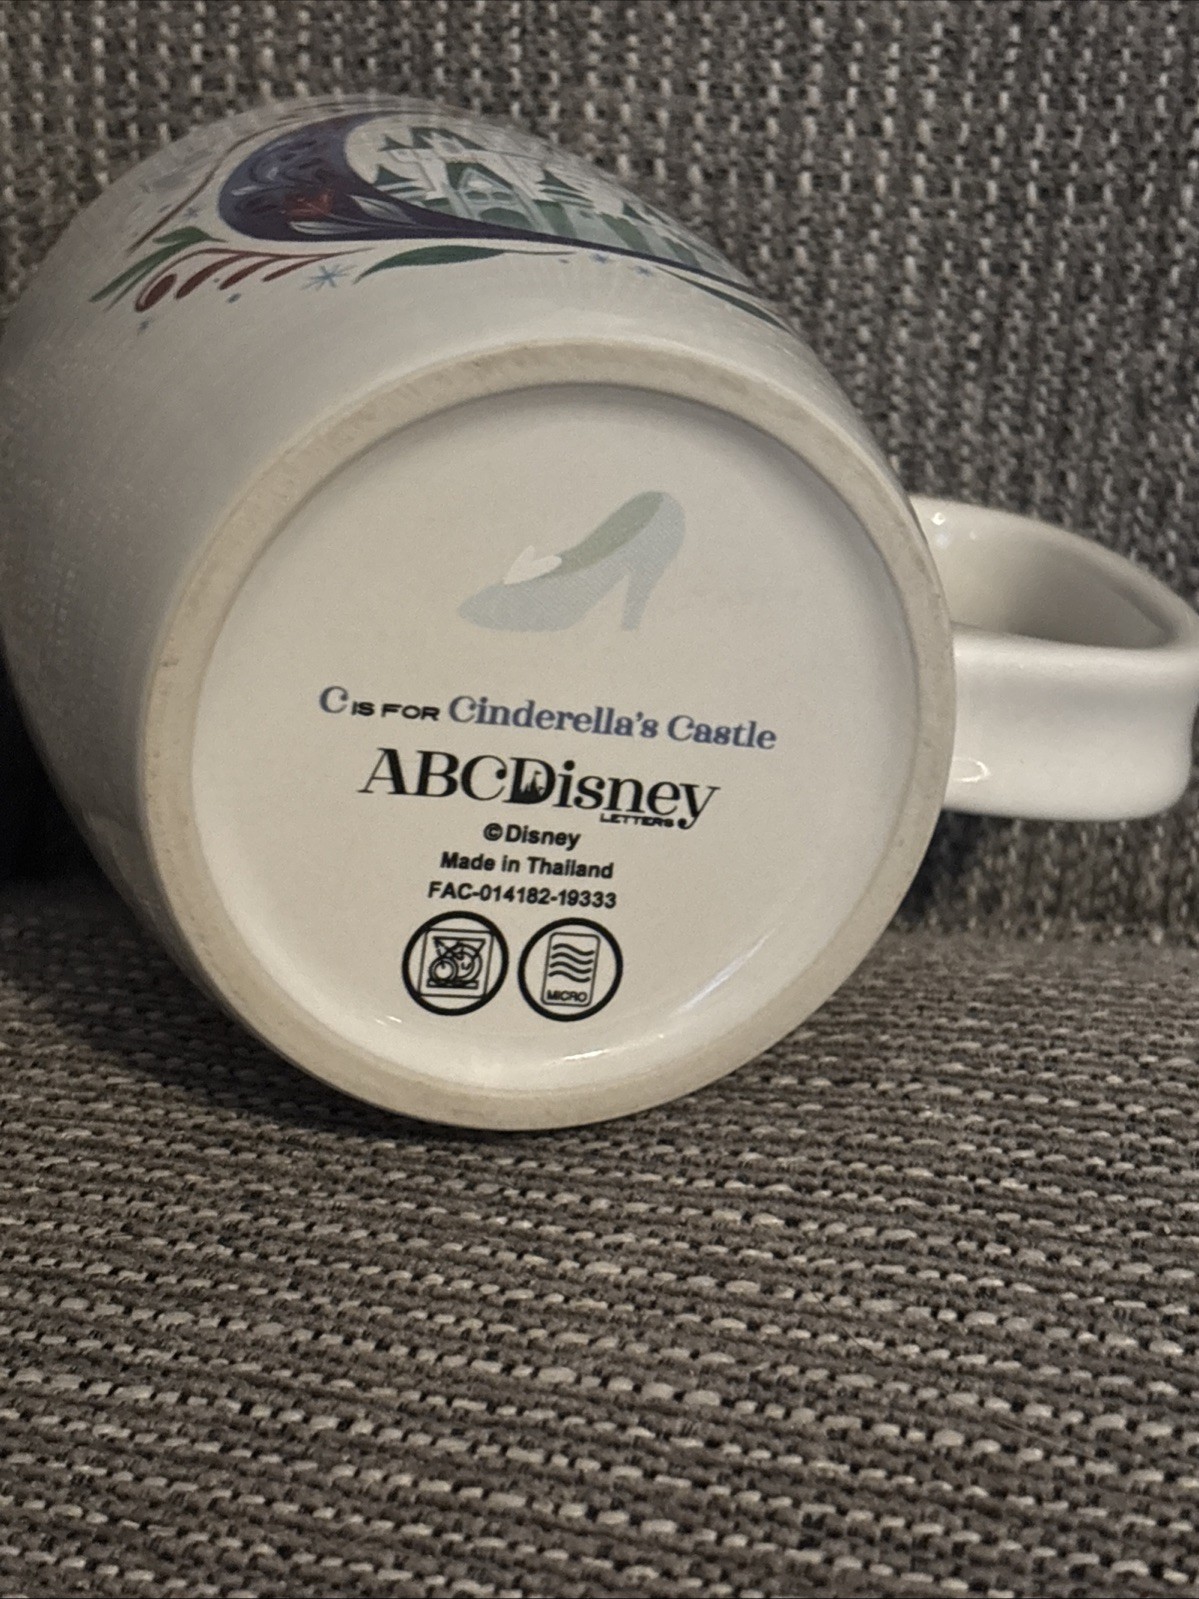 C IS FOR Cinderella's Castle
ABCDisney
LETTERS
©Disney
Made in Thailand
FAC-014182-19333
MICRO